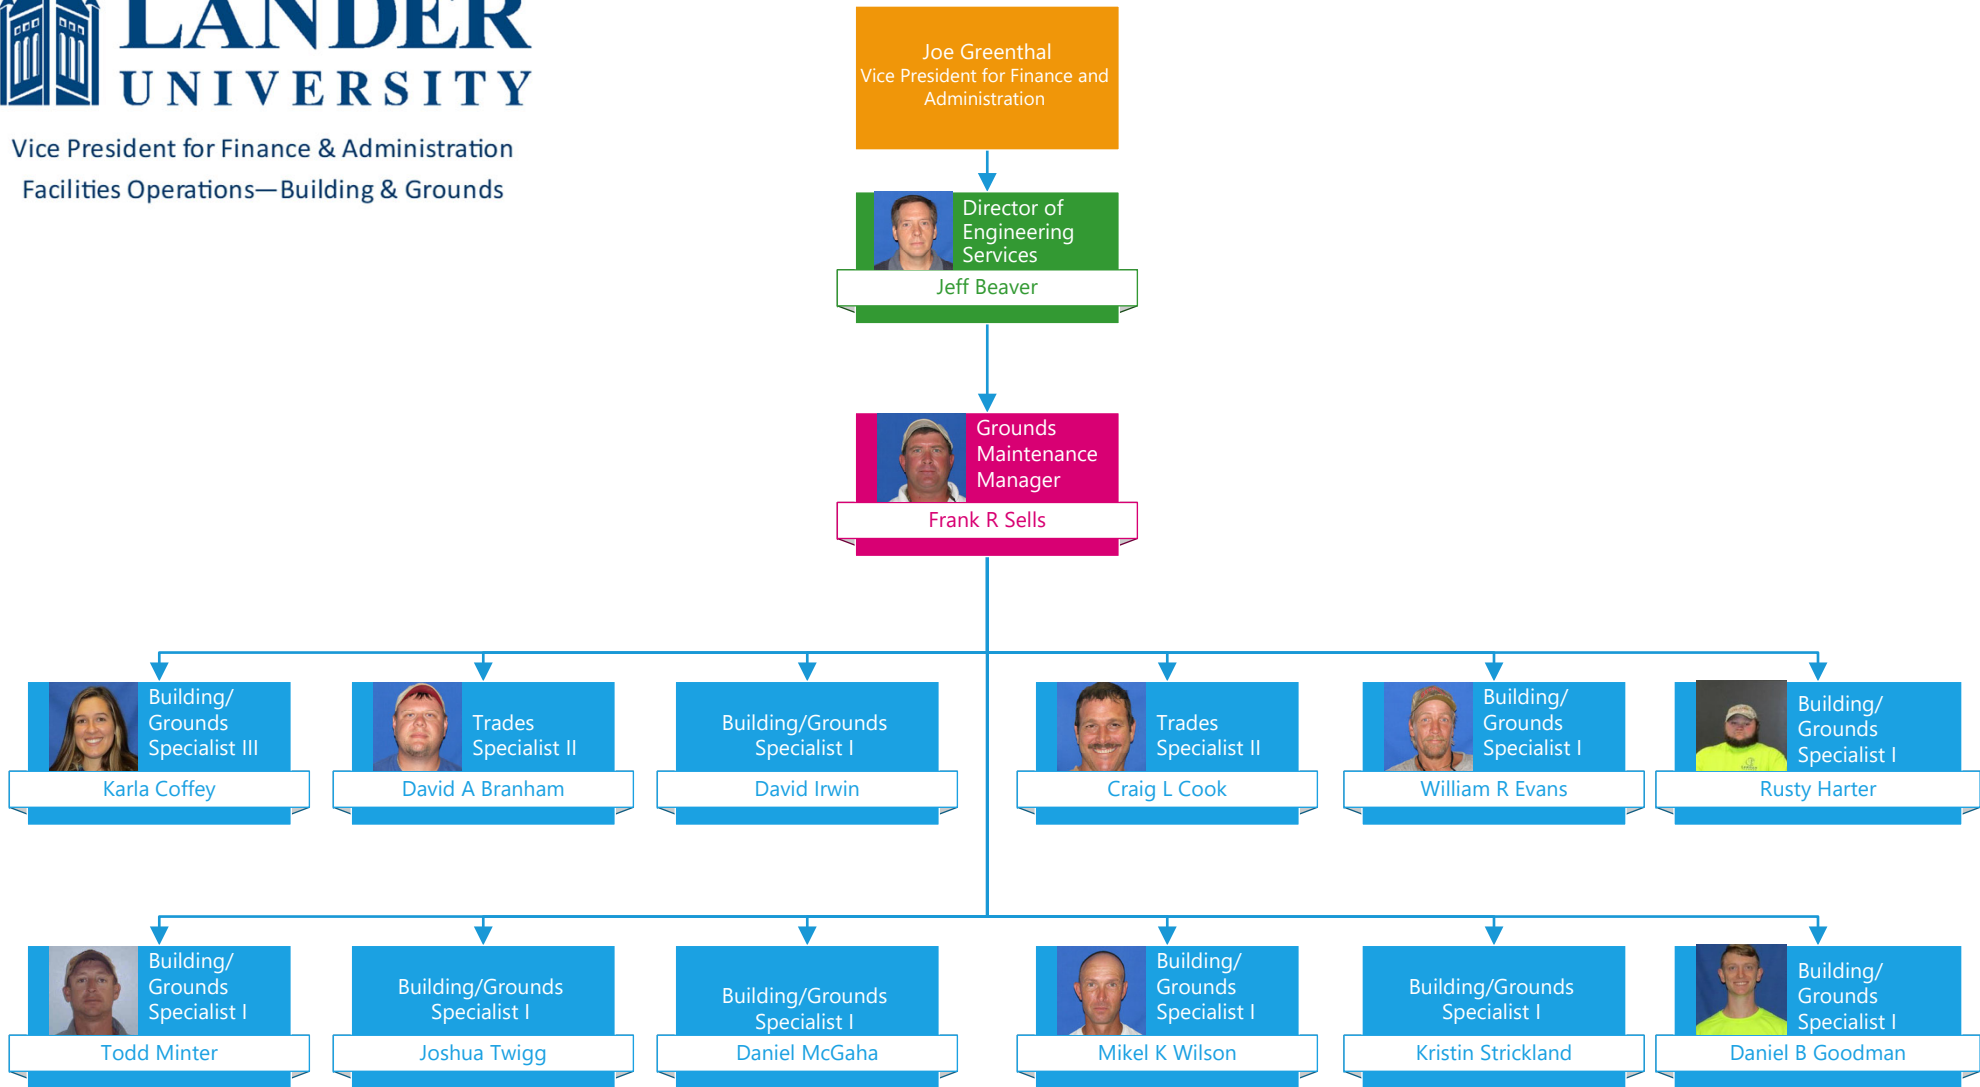 LANDER
UNIVERSITY
Vice President for Finance & Administration
Facilities Operations—Building & Grounds
Joe Greenthal
Vice President for Finance and
Administration
Director of
Engineering
Services
Jeff Beaver
Grounds
Maintenance
Manager
Frank R Sells
Building/
Grounds
Specialist III
Karla Coffey
Trades
Specialist II
David A Branham
Building/Grounds
Specialist I
David Irwin
Trades
Specialist II
Craig L Cook
Building/
Grounds
Specialist I
William R Evans
Building/
Grounds
Specialist I
Rusty Harter
Building/
Grounds
Specialist I
Todd Minter
Building/Grounds
Specialist I
Joshua Twigg
Building/Grounds
Specialist I
Daniel McGaha
Building/
Grounds
Specialist I
Mikel K Wilson
Building/Grounds
Specialist I
Kristin Strickland
Building/
Grounds
Specialist I
Daniel B Goodman